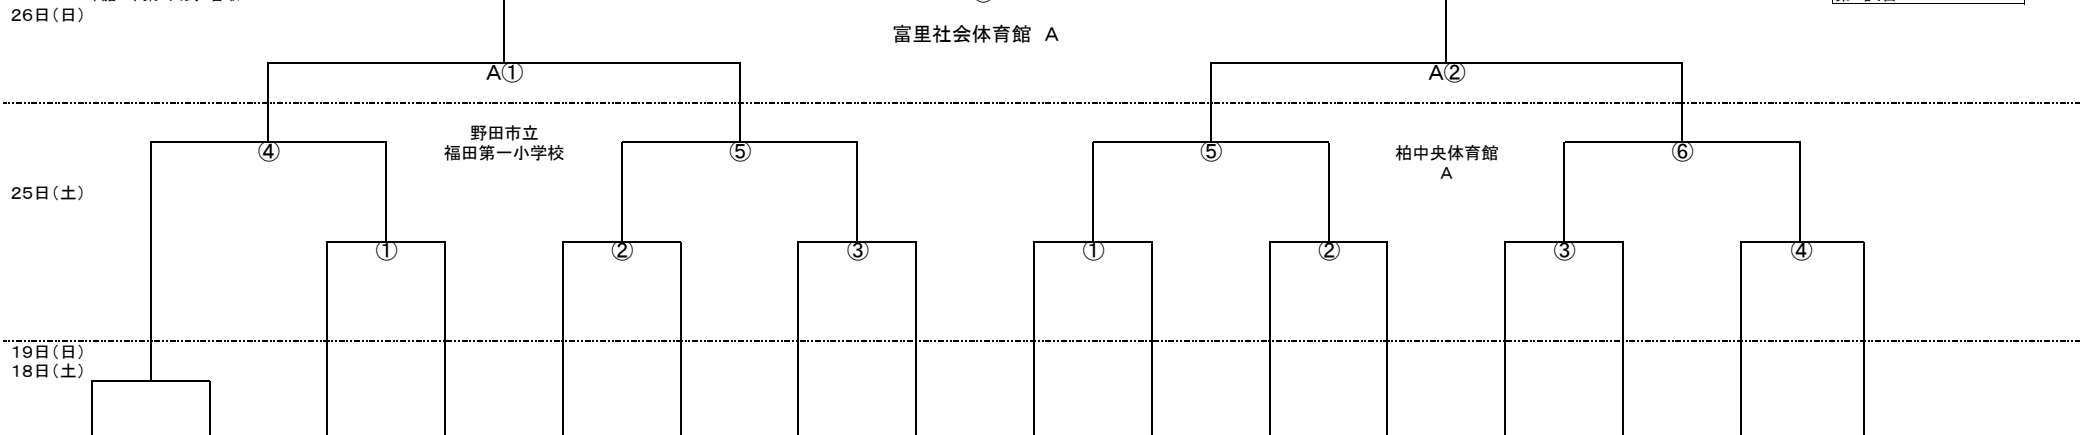 26日(日)
富里社会体育館 A
A① A②
野田市立
福田第一小学校
④ ⑤ ⑤ ⑥
柏中央体育館
A
25日(土)
① ② ③ ① ② ③ ④
19日(日)
18日(土)